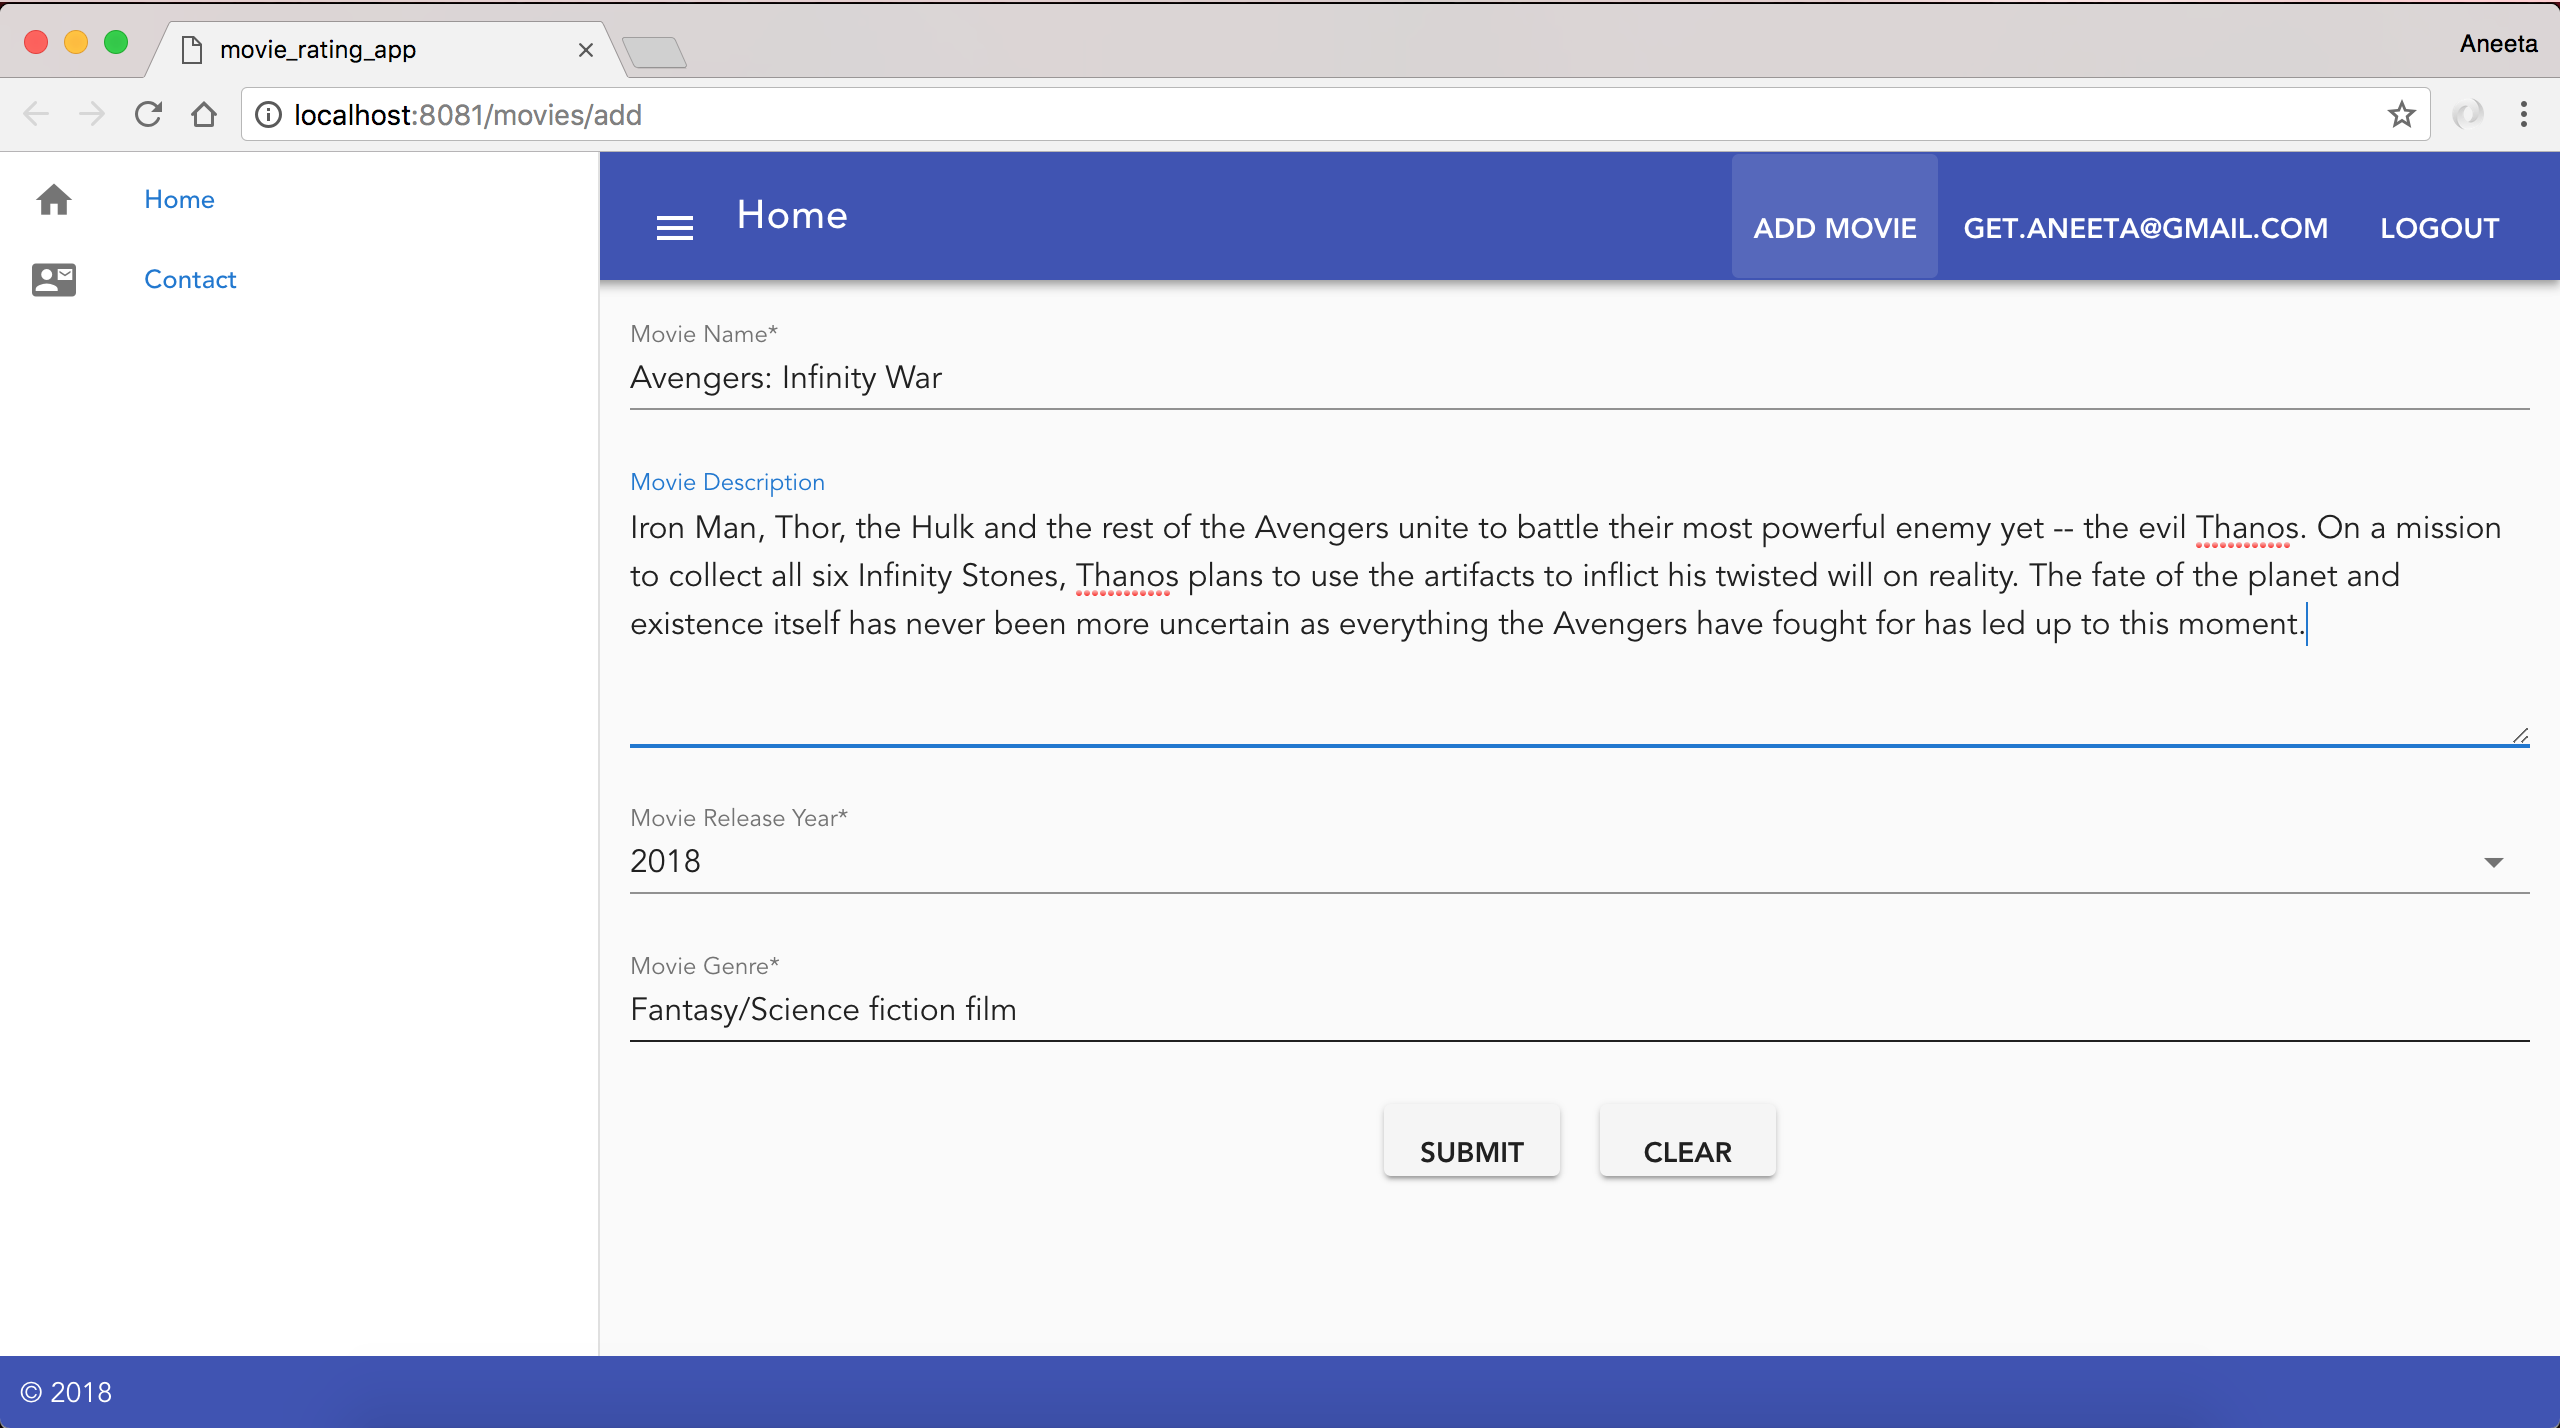 movie_rating_app
Aneeta
localhost:8081/movies/add
Home
Contact
Home
ADD MOVIE
GET.ANEETA@GMAIL.COM
LOGOUT
Movie Name*
Avengers: Infinity War
Movie Description
Iron Man, Thor, the Hulk and the rest of the Avengers unite to battle their most powerful enemy yet -- the evil Thanos. On a mission
to collect all six Infinity Stones, Thanos plans to use the artifacts to inflict his twisted will on reality. The fate of the planet and
existence itself has never been more uncertain as everything the Avengers have fought for has led up to this moment.
Movie Release Year*
2018
Movie Genre*
Fantasy/Science fiction film
SUBMIT
CLEAR
© 2018